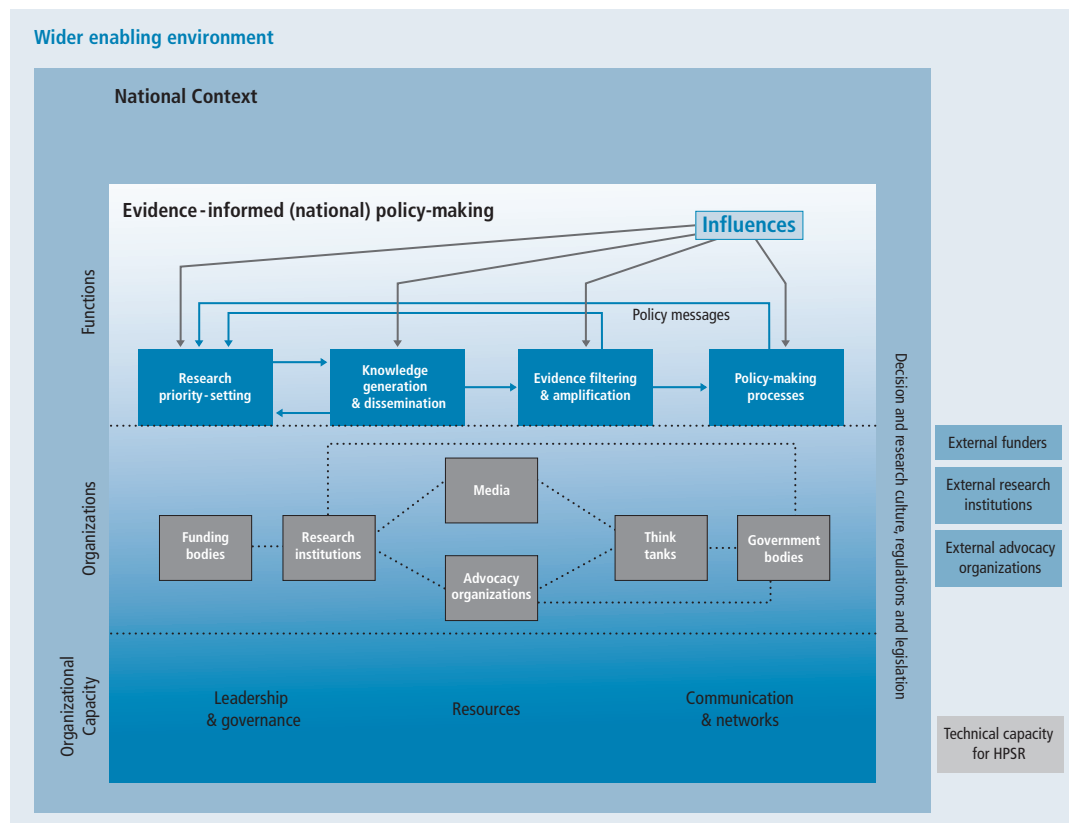 Wider enabling environment
National Context
Evidence-informed (national) policy-making
Influences
Functions
Policy messages
Research
priority-setting
Knowledge
generation
& dissemination
Evidence filtering
& amplification
Policy-making
processes
Organizations
Funding
bodies
Research
institutions
Media
Advocacy
organizations
Think
tanks
Government
bodies
Organizational
Capacity
Leadership
& governance
Resources
Communication
& networks
Decision and research culture, regulations and legislation
External funders
External research
institutions
External advocacy
organizations
Technical capacity
for HPSR